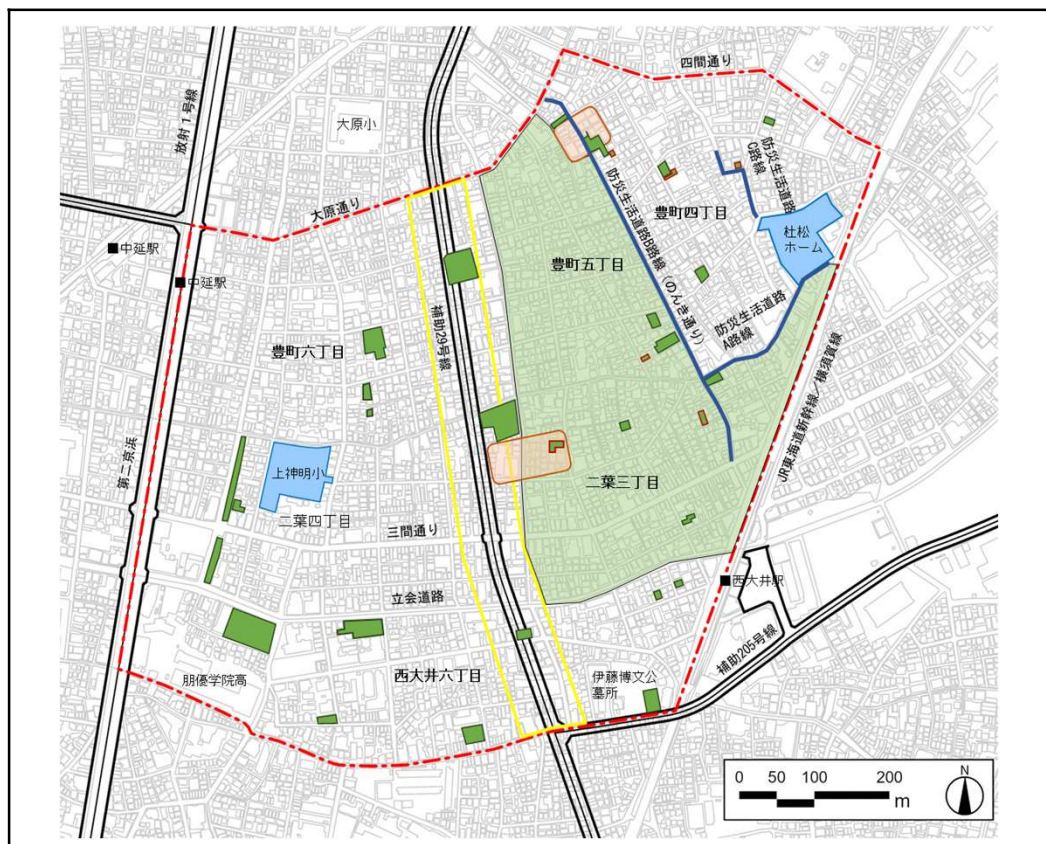 四間通り
放射1号線
大原小
防災生活道路
C路線
防災生活道路B路線(のんき通り)
豊町四丁目
杜松
ホーム
大原通り
中延駅
中延駅
豊町五丁目
補助29号線
防災生活道路
A路線
豊町六丁目
JR東海道新幹線/横須賀線
第二京浜
上神明小
二葉三丁目
二葉四丁目
三間通り
西大井駅
立会道路
補助205号線
朋優学院高
西大井六丁目
伊藤博文公
墓所
0 50 100 200
m
N